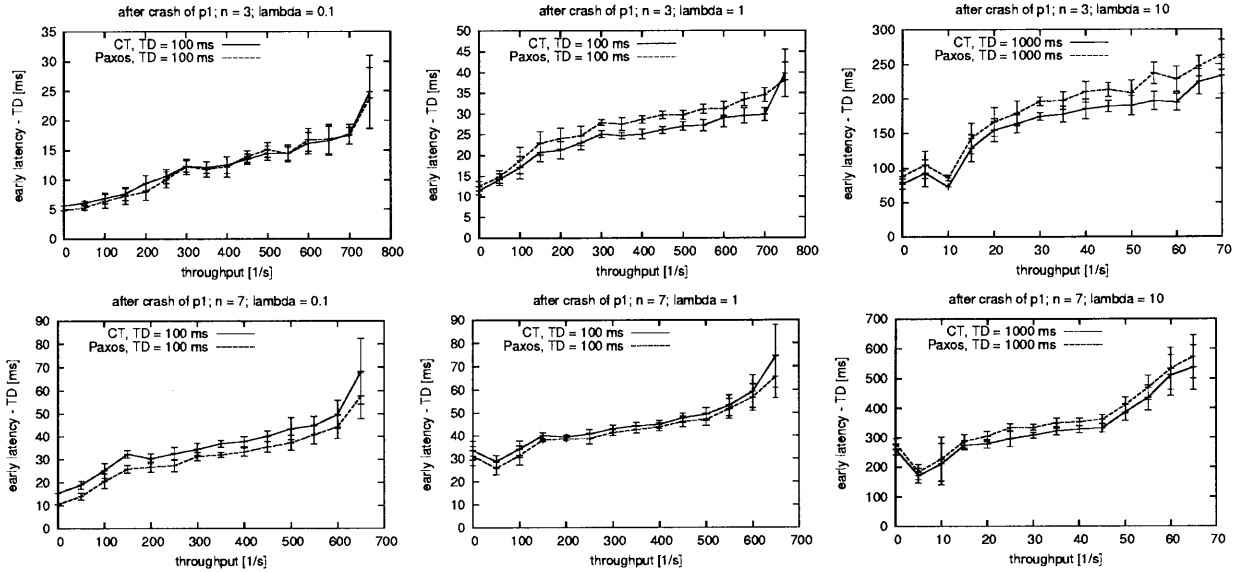 after crash of p1; n = 3; lambda = 0.1
35
30
25
20
15
10
5
0
early latency - TD [ms]
CT, TD = 100 ms
Paxos, TD = 100 ms
0 100 200 300 400 500 600 700 800
throughput [1/s]
after crash of p1; n = 3; lambda = 1
50
45
40
35
30
25
20
15
10
5
0
early latency - TD [ms]
CT, TD = 100 ms
Paxos, TD = 100 ms
0 100 200 300 400 500 600 700 800
throughput [1/s]
after crash of p1; n = 3; lambda = 10
300
250
200
150
100
50
0
early latency - TD [ms]
CT, TD = 1000 ms
Paxos, TD = 1000 ms
0 10 20 30 40 50 60 70
throughput [1/s]
after crash of p1; n = 7; lambda = 0.1
90
80
70
60
50
40
30
20
10
0
early latency - TD [ms]
CT, TD = 100 ms
Paxos, TD = 100 ms
0 100 200 300 400 500 600 700
throughput [1/s]
after crash of p1; n = 7; lambda = 1
90
80
70
60
50
40
30
20
10
0
early latency - TD [ms]
CT, TD = 100 ms
Paxos, TD = 100 ms
0 100 200 300 400 500 600 700
throughput [1/s]
after crash of p1; n = 7; lambda = 10
700
600
500
400
300
200
100
0
early latency - TD [ms]
CT, TD = 1000 ms
Paxos, TD = 1000 ms
0 10 20 30 40 50 60 70
throughput [1/s]